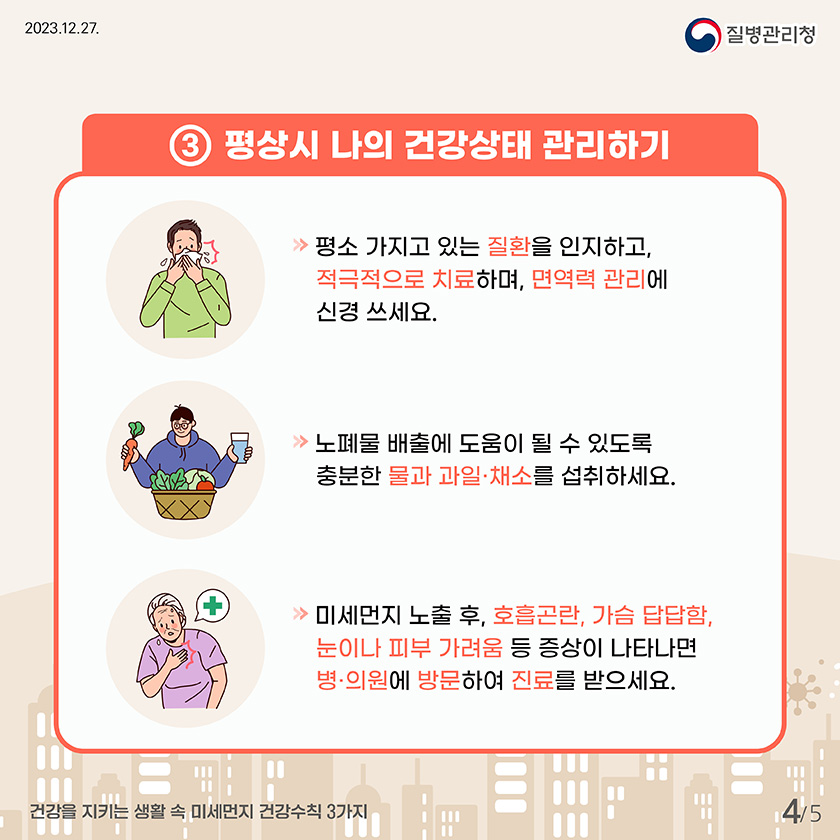 2023.12.27.
질병관리청
③ 평상시 나의 건강상태 관리하기
» 평소 가지고 있는 질환을 인지하고,
적극적으로 치료하며, 면역력 관리에
신경 쓰세요.
» 노폐물 배출에 도움이 될 수 있도록
충분한 물과 과일·채소를 섭취하세요.
» 미세먼지 노출 후, 호흡곤란, 가슴 답답함,
눈이나 피부 가려움 등 증상이 나타나면
병·의원에 방문하여 진료를 받으세요.
건강을 지키는 생활 속 미세먼지 건강수칙 3가지
4/5